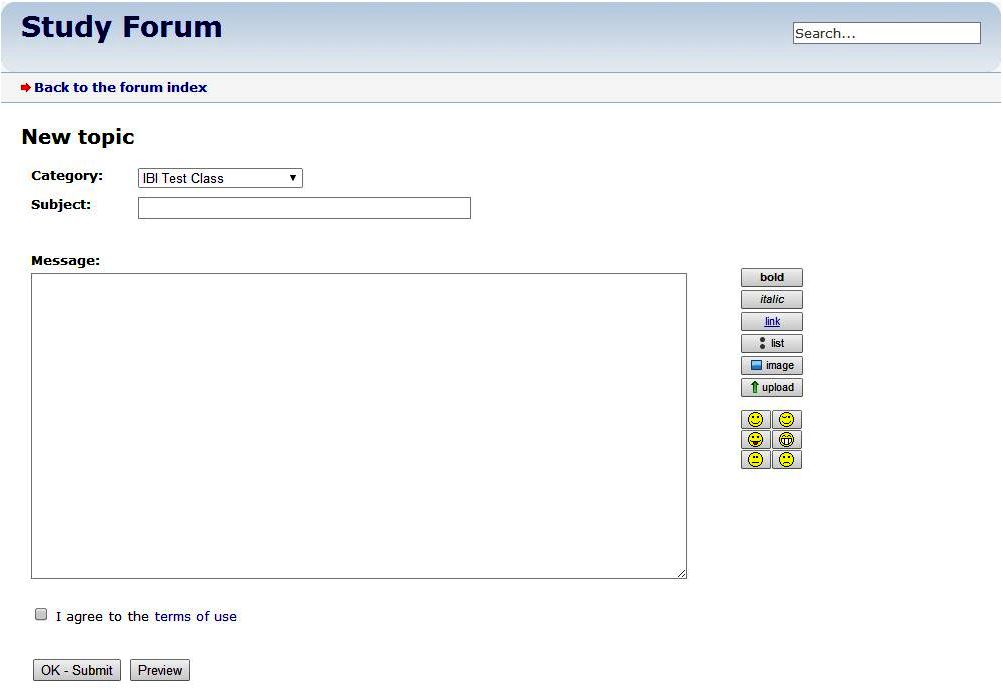 Study Forum
Search...
Back to the forum index
New topic
Category:
IBI Test Class
Subject:
Message:
bold
italic
link
list
image
upload
I agree to the terms of use
OK - Submit
Preview